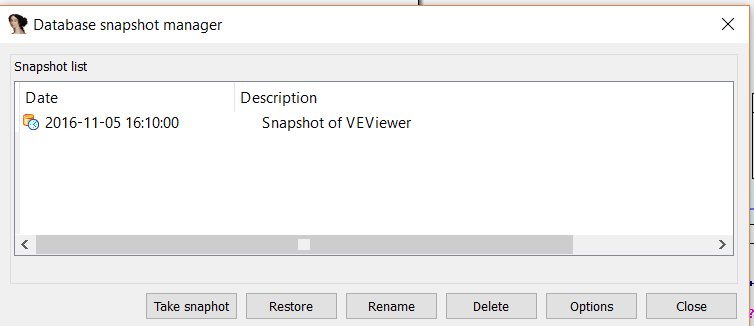 Database snapshot manager
Snapshot list
Date Description
2016-11-05 16:10:00 Snapshot of VEViewer
Take snaphot Restore Rename Delete Options Close